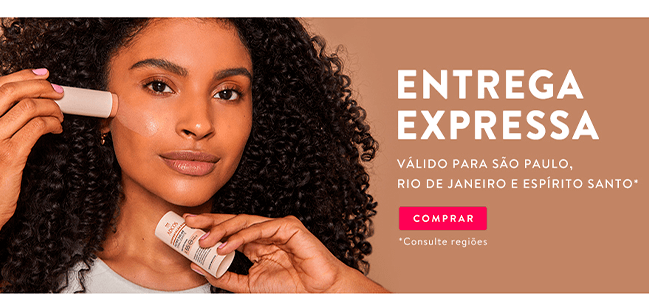 ENTREGA
EXPRESSA
VÁLIDO PARA SÃO PAULO,
RIO DE JANEIRO E ESPÍRITO SANTO*
COMPRAR
*Consulte regiões